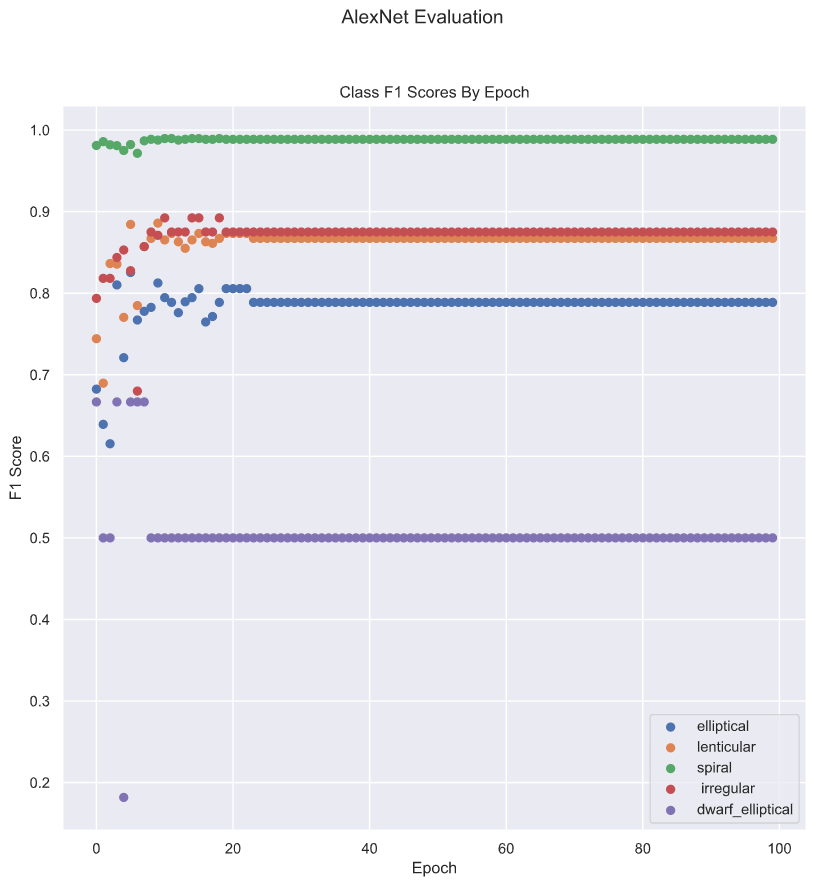 AlexNet Evaluation
Class F1 Scores By Epoch
1.0
0.9
0.8
0.7
0.6
0.5
0.4
0.3
0.2
F1 Score
0 20 40 60 80 100
Epoch
elliptical
lenticular
spiral
irregular
dwarf_elliptical